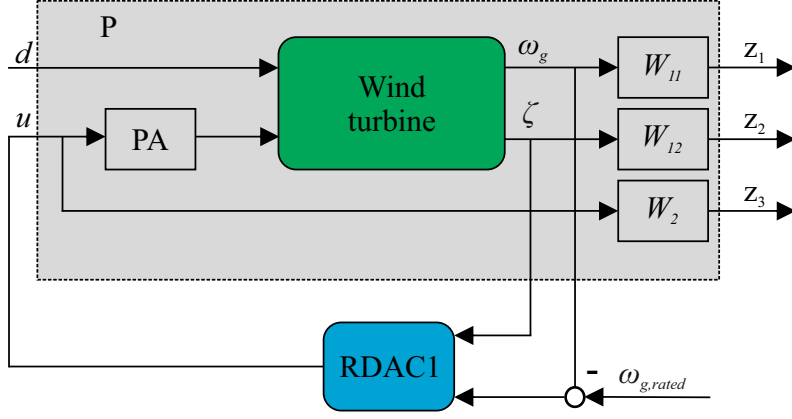 P
d
ω_g
W_11
z_1
Wind
turbine
u
PA
ζ
W_12
z_2
W_2
z_3
RDAC1
-
ω_g,rated